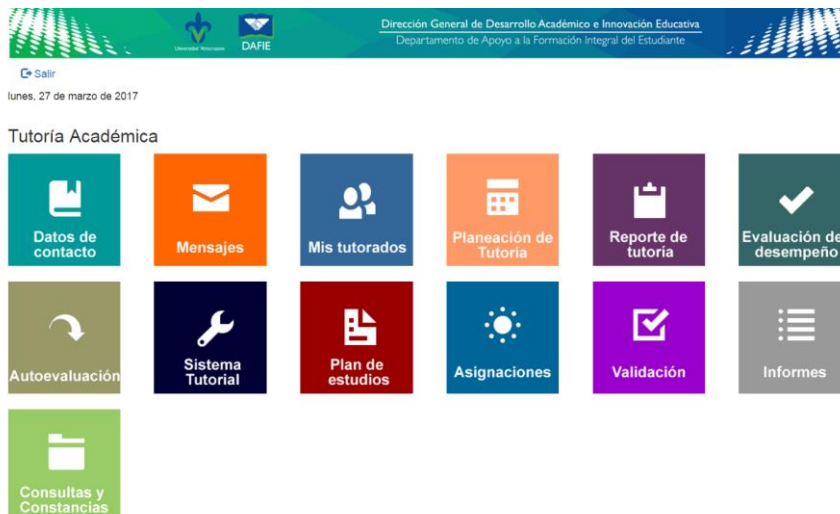 Universidad Veracruzana
DAFIE
Dirección General de Desarrollo Académico e Innovación Educativa
Departamento de Apoyo a la Formación Integral del Estudiante
Salir
lunes, 27 de marzo de 2017
Tutoría Académica
Datos de
contacto
Mensajes
Mis tutorados
Planeación de
Tutoria
Reporte de
tutoría
Evaluación de
desempeño
Autoevaluación
Sistema
Tutorial
Plan de
estudios
Asignaciones
Validación
Informes
Consultas y
Constancias